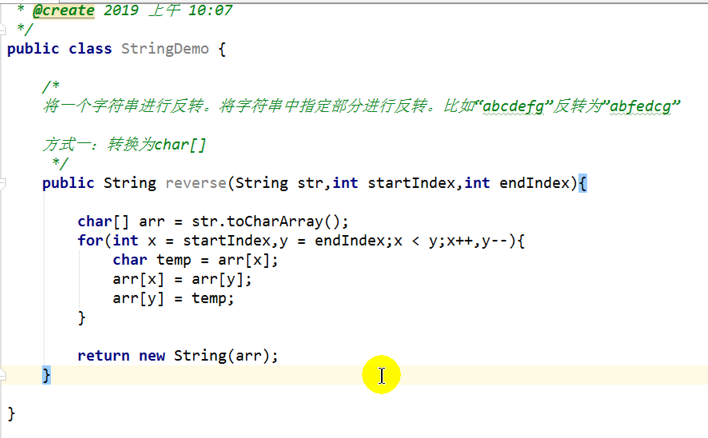 * @create 2019 上午 10:07
*/
public class StringDemo {
/*
将一个字符串进行反转。将字符串中指定部分进行反转。比如“abcdefg”反转为”abfedcg”
方式一：转换为char[]
*/
public String reverse(String str,int startIndex,int endIndex){
char[] arr = str.toCharArray();
for(int x = startIndex,y = endIndex;x < y;x++,y--){
char temp = arr[x];
arr[x] = arr[y];
arr[y] = temp;
}
return new String(arr);
}
}